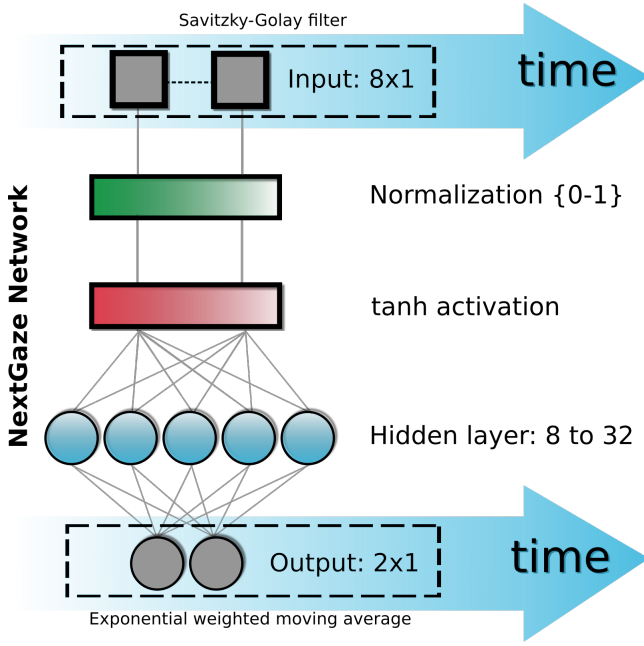 Savitzky-Golay filter
Input: 8x1
time
NextGaze Network
Normalization {0-1}
tanh activation
Hidden layer: 8 to 32
Output: 2x1
time
Exponential weighted moving average